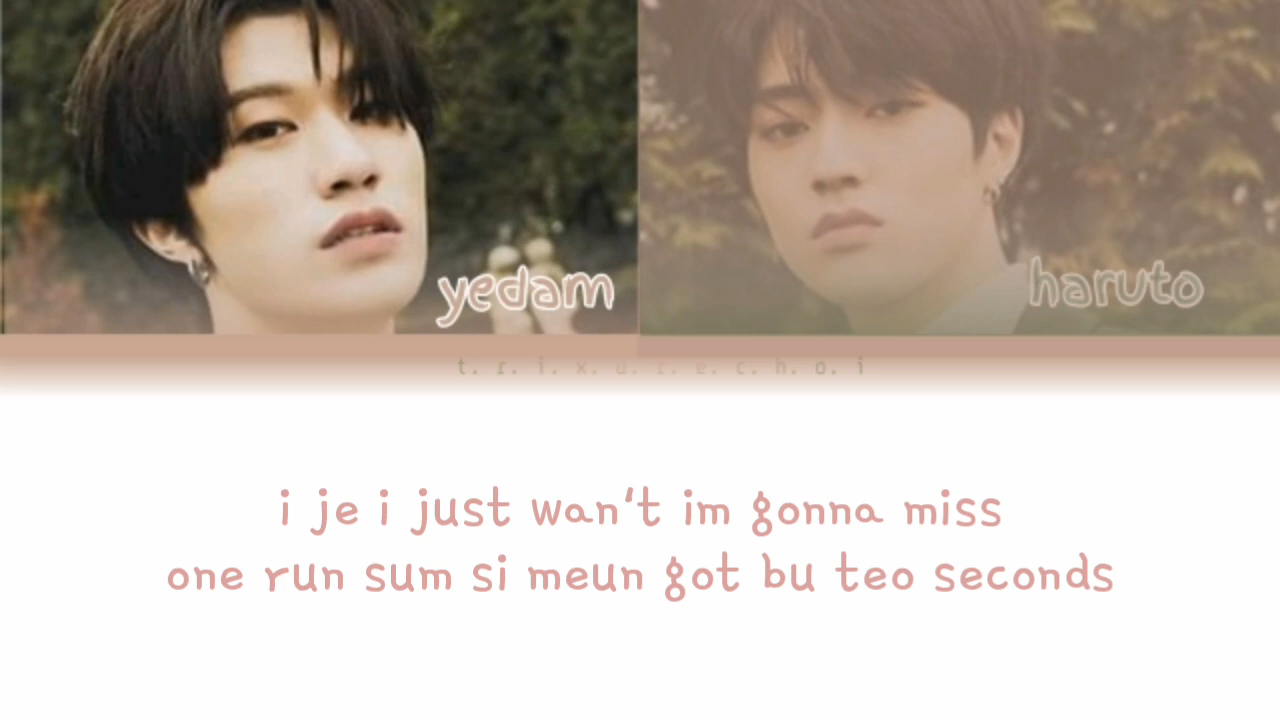 yedam
haruto
t. r. i. x. u. r. e. c. h. o. i
i je i just wan't im gonna miss
one run sum si meun got bu teo seconds